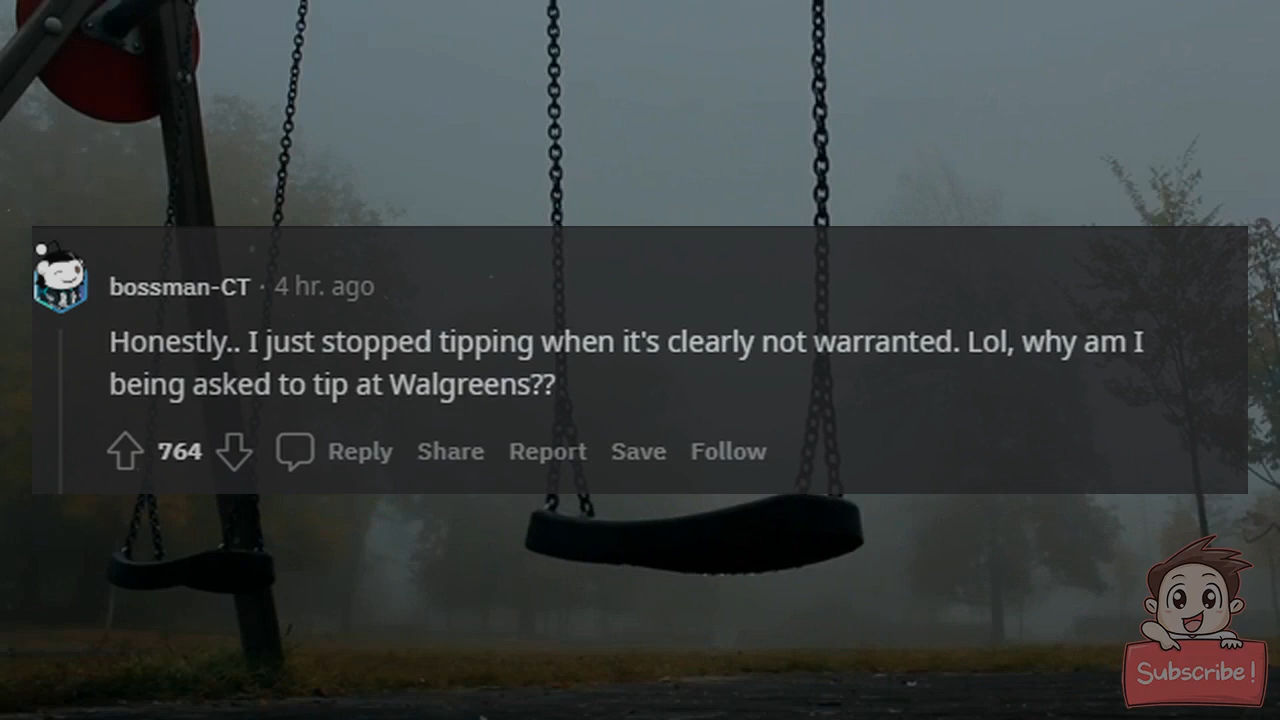 bossman-CT · 4 hr. ago
Honestly.. I just stopped tipping when it's clearly not warranted. Lol, why am I
being asked to tip at Walgreens??
764 Reply Share Report Save Follow
Subscribe!